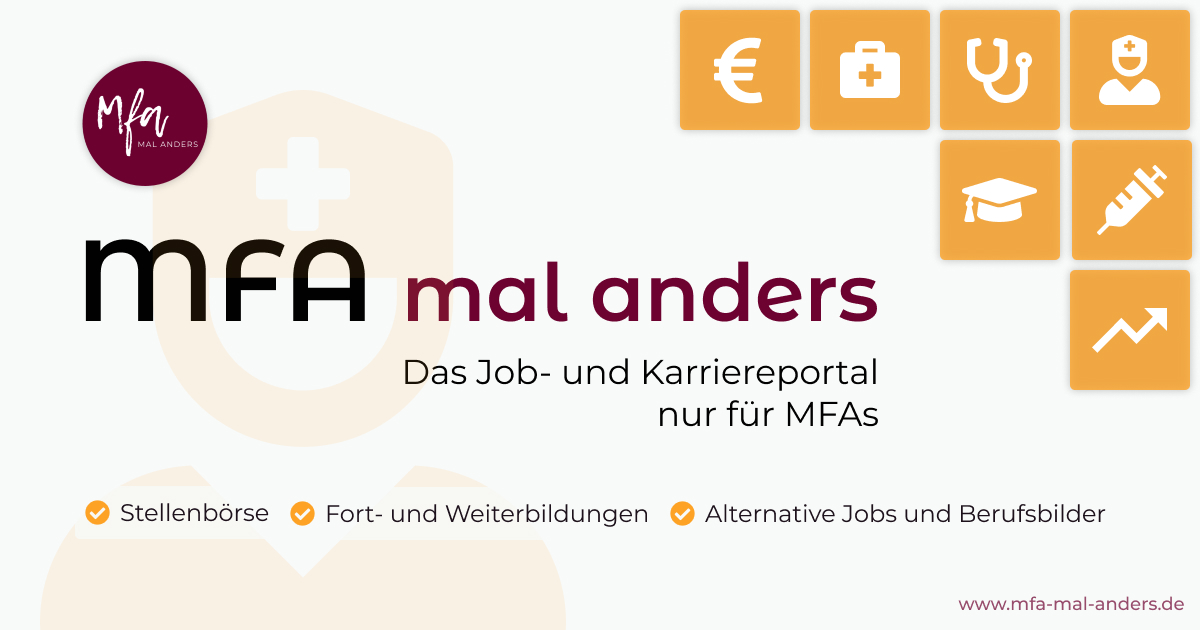 Mfa
MAL ANDERS
€
MFA mal anders
Das Job- und Karriereportal
nur für MFAs
Stellenbörse
Fort- und Weiterbildungen
Alternative Jobs und Berufsbilder
www.mfa-mal-anders.de